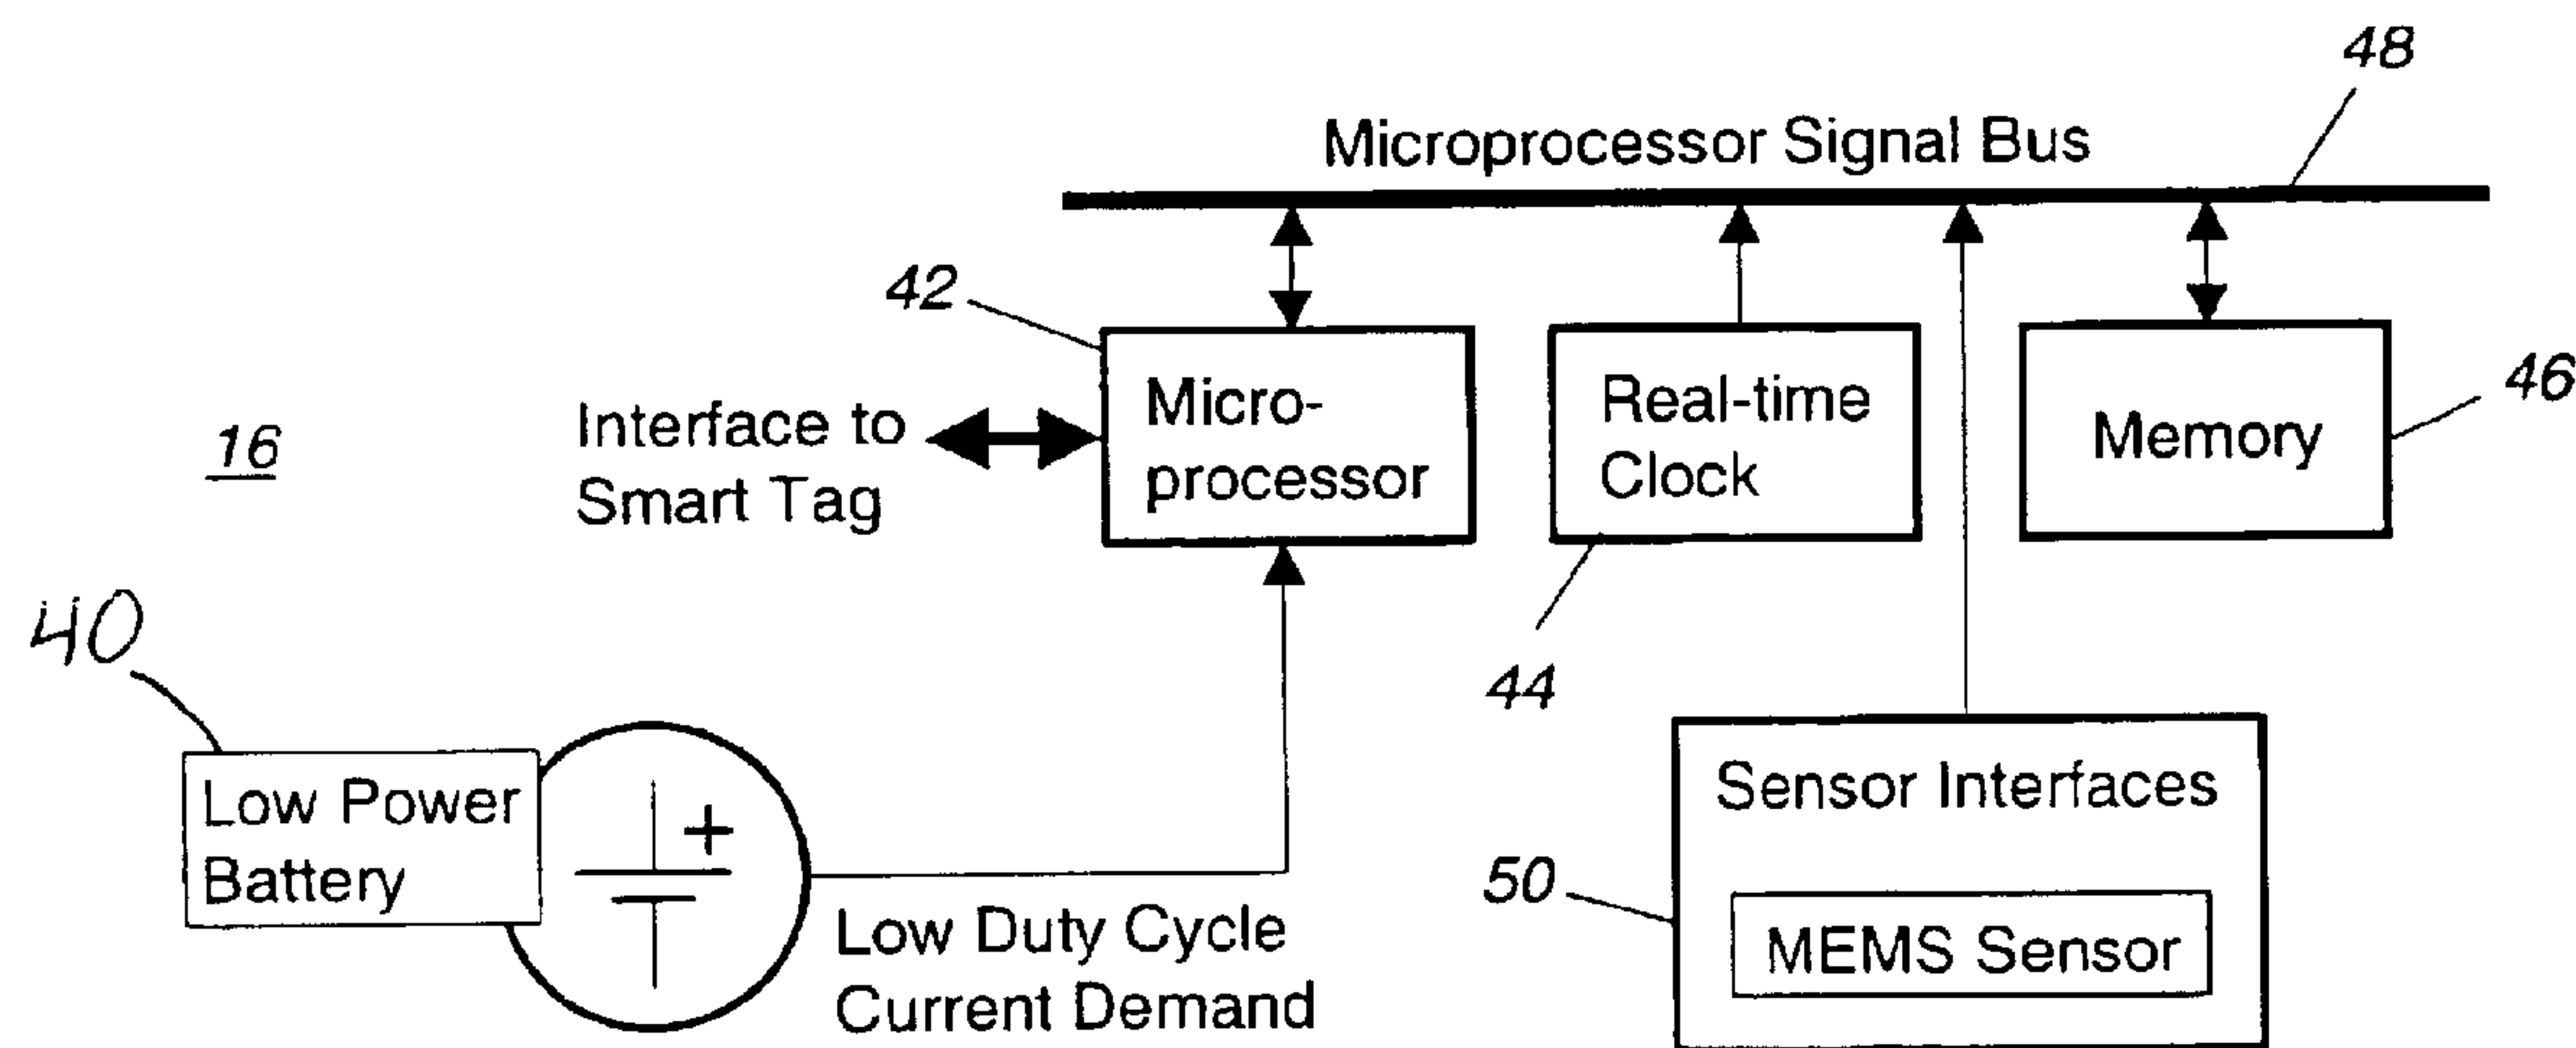 48
Microprocessor Signal Bus
42
Micro-
processor
Real-time
Clock
Memory
46
Interface to
Smart Tag
16
40
44
Low Power
Battery
+
Low Duty Cycle
Current Demand
Sensor Interfaces
50
MEMS Sensor